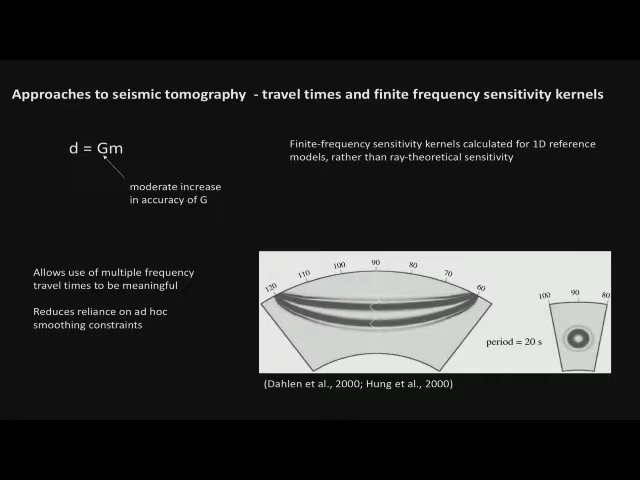 Approaches to seismic tomography - travel times and finite frequency sensitivity kernels
d = Gm
moderate increase
in accuracy of G
Finite-frequency sensitivity kernels calculated for 1D reference
models, rather than ray-theoretical sensitivity
Allows use of multiple frequency
travel times to be meaningful
Reduces reliance on ad hoc
smoothing constraints
120 110 100 90 80 70 60
100 90 80
period = 20 s
(Dahlen et al., 2000; Hung et al., 2000)